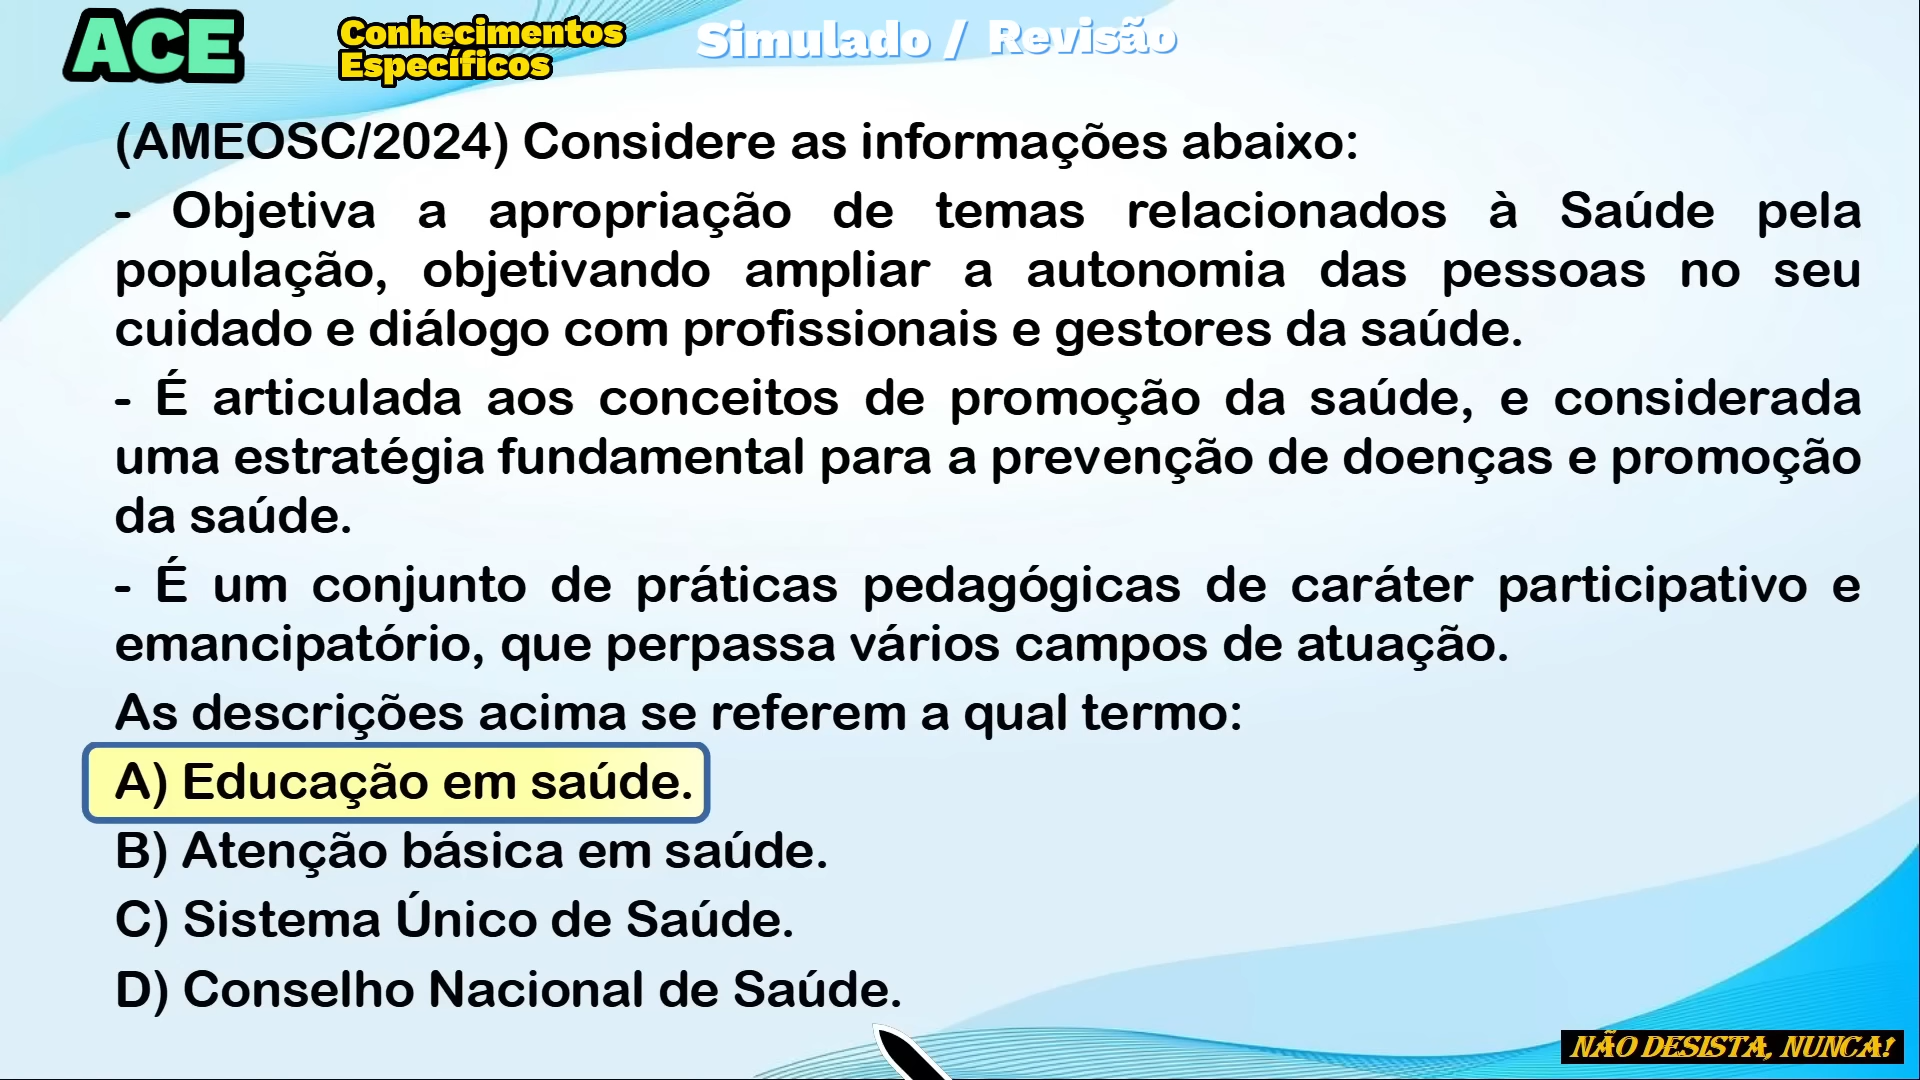 ACE
Conhecimentos
Específicos
Simulado / Revisão
(AMEOSC/2024) Considere as informações abaixo:
- Objetiva a apropriação de temas relacionados à Saúde pela
população, objetivando ampliar a autonomia das pessoas no seu
cuidado e diálogo com profissionais e gestores da saúde.
- É articulada aos conceitos de promoção da saúde, e considerada
uma estratégia fundamental para a prevenção de doenças e promoção
da saúde.
- É um conjunto de práticas pedagógicas de caráter participativo e
emancipatório, que perpassa vários campos de atuação.
As descrições acima se referem a qual termo:
A) Educação em saúde.
B) Atenção básica em saúde.
C) Sistema Único de Saúde.
D) Conselho Nacional de Saúde.
NÃO DESISTA, NUNCA!